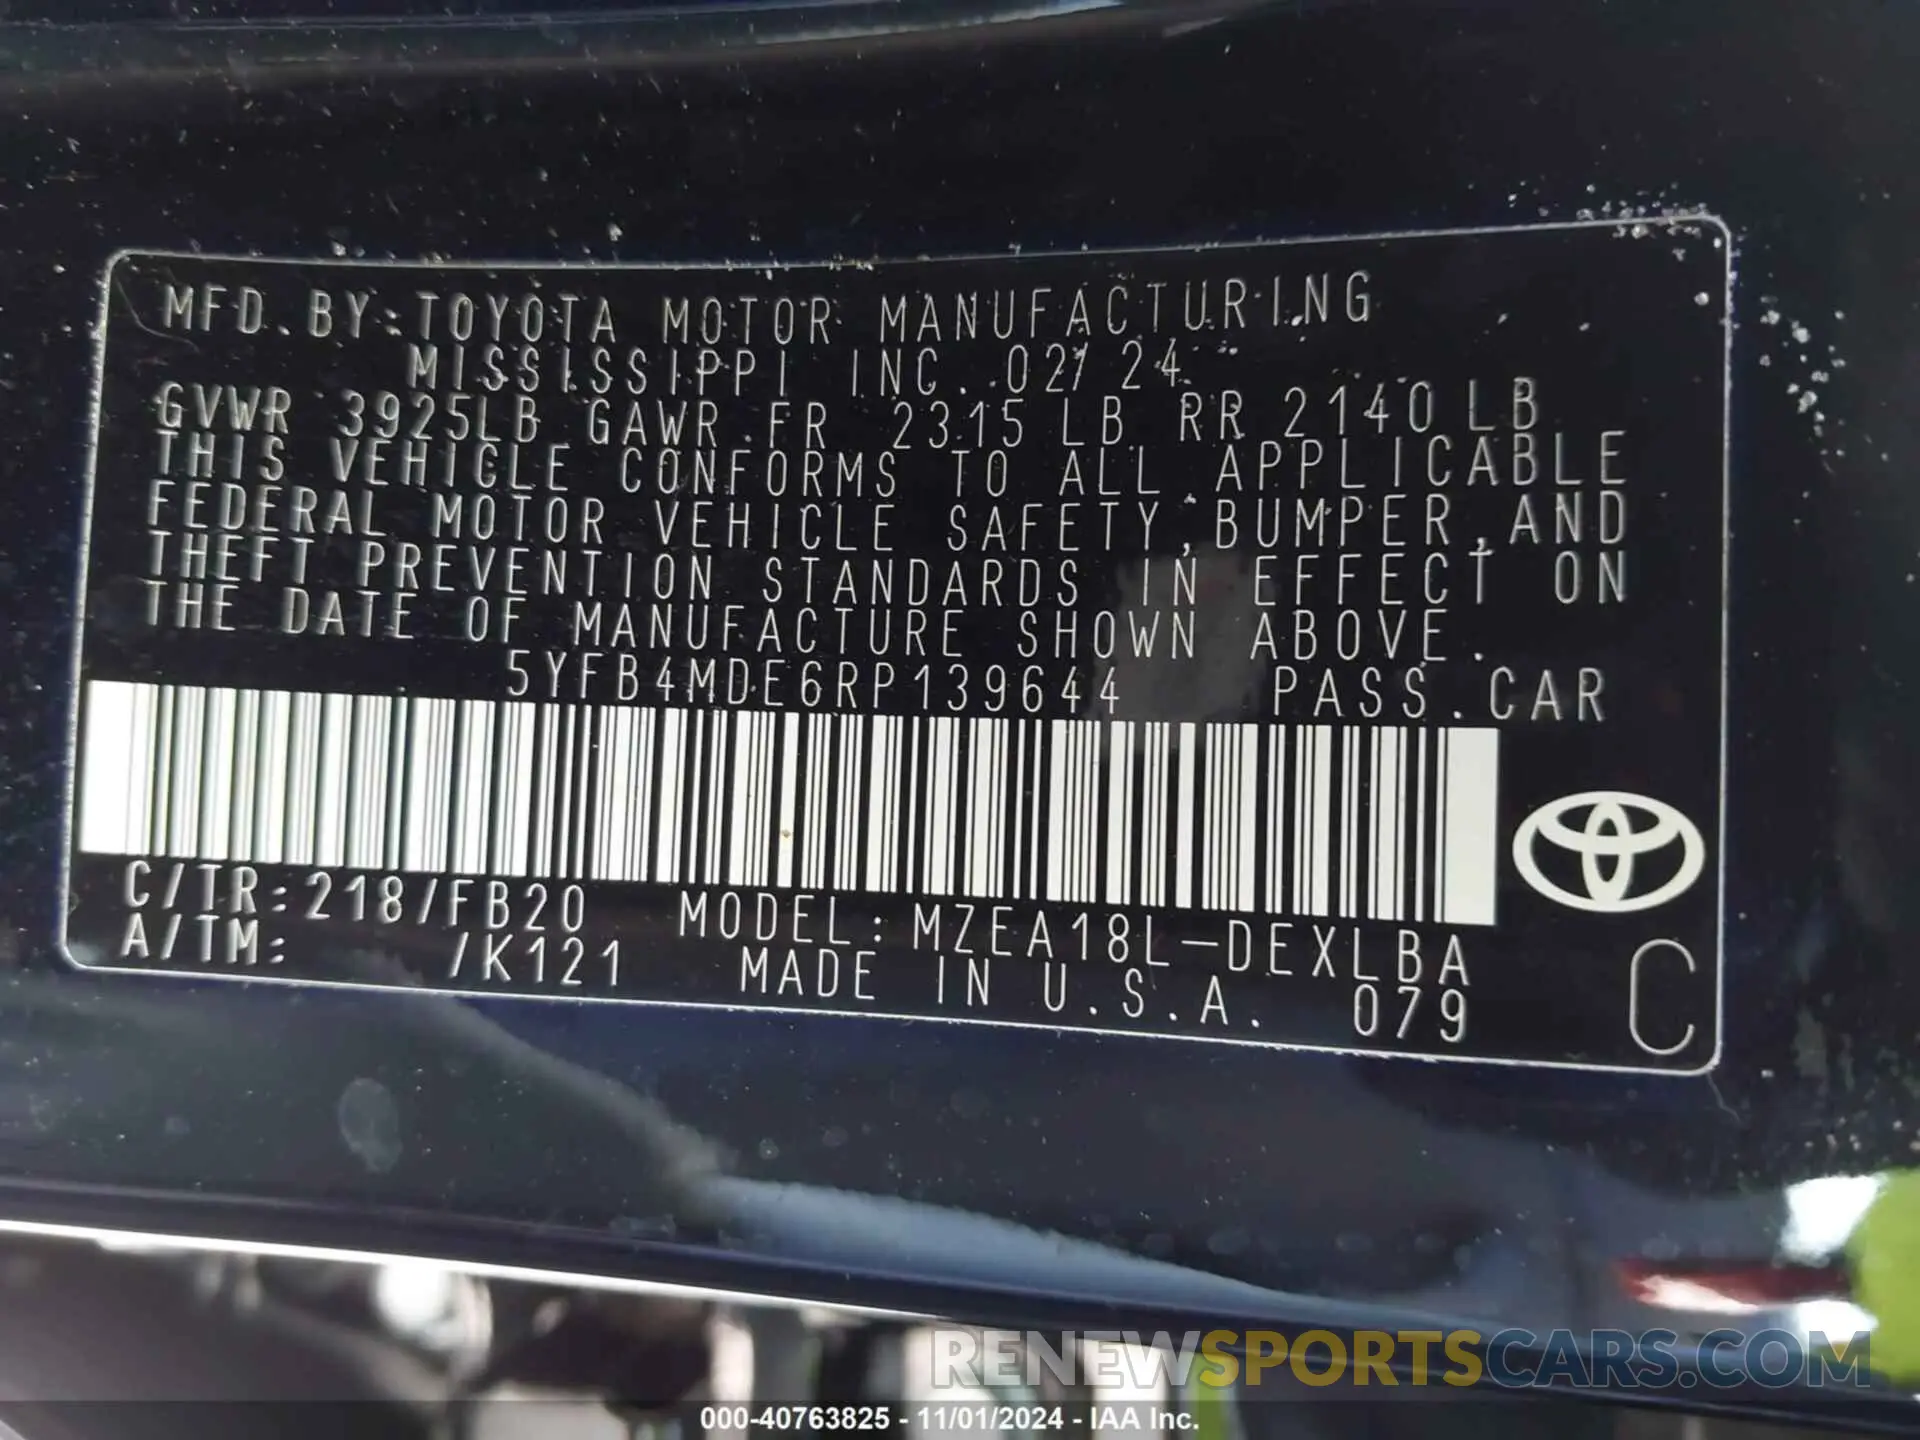 MFD. BY:TOYOTA MOTOR MANUFACTURING
MISSISSIPPI INC. 02/24
GVWR 3925LB GAWR FR 2315 LB RR 2140 LB
THIS VEHICLE CONFORMS TO ALL APPLICABLE
FEDERAL MOTOR VEHICLE SAFETY,BUMPER,AND
THEFT PREVENTION STANDARDS IN EFFECT ON
THE DATE OF MANUFACTURE SHOWN ABOVE.
5YFB4MDE6RP139644 PASS.CAR
C/TR:218/FB20 MODEL:MZEA18L-DEXLBA
A/TM: /K121 MADE IN U.S.A. 079 C
RENEWSPORTSCARS.COM
000-40763825 - 11/01/2024 - IAA Inc.